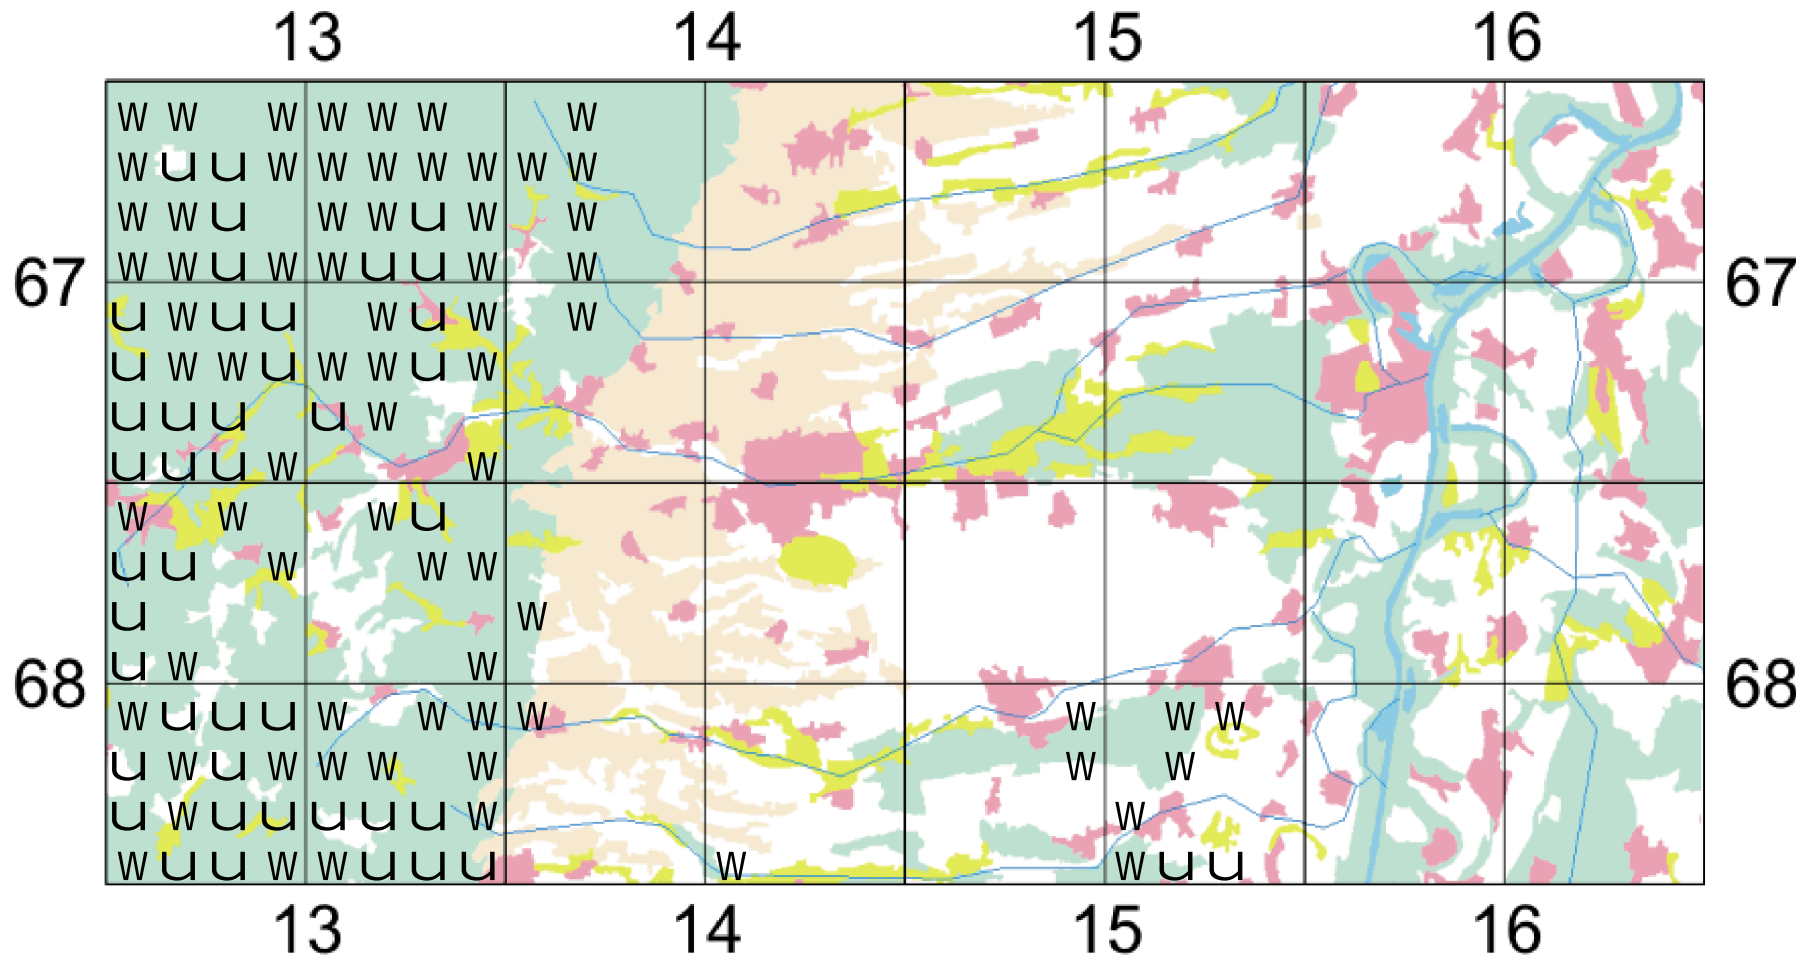 13 14 15 16
w w w w w w w
w u u w w w w w w w
w w u w w u w w
67 w w u w w u u w w 67
u w u u w u w w
u w w u w w u w
u u u u w
u u u w w
w w w u
u u w w w
u w
68 u w w 68
w u u u w w w w w w w
u w u w w w w w w
u w u u u u u w w
w u u w w u u u w w u u
13 14 15 16